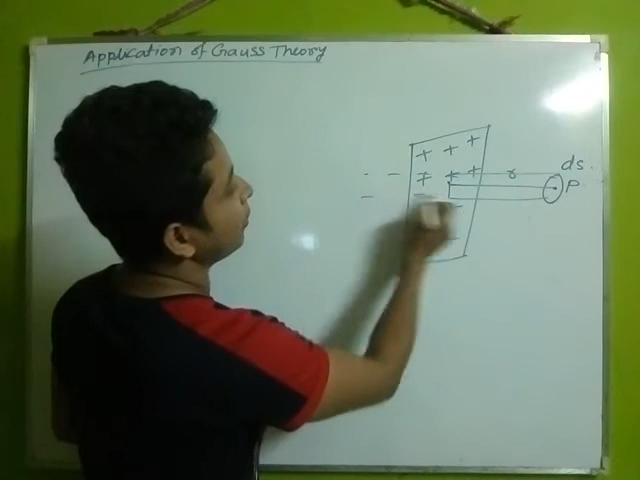 Application of Gauss Theory
+ + +
ds.
+ + + r
P